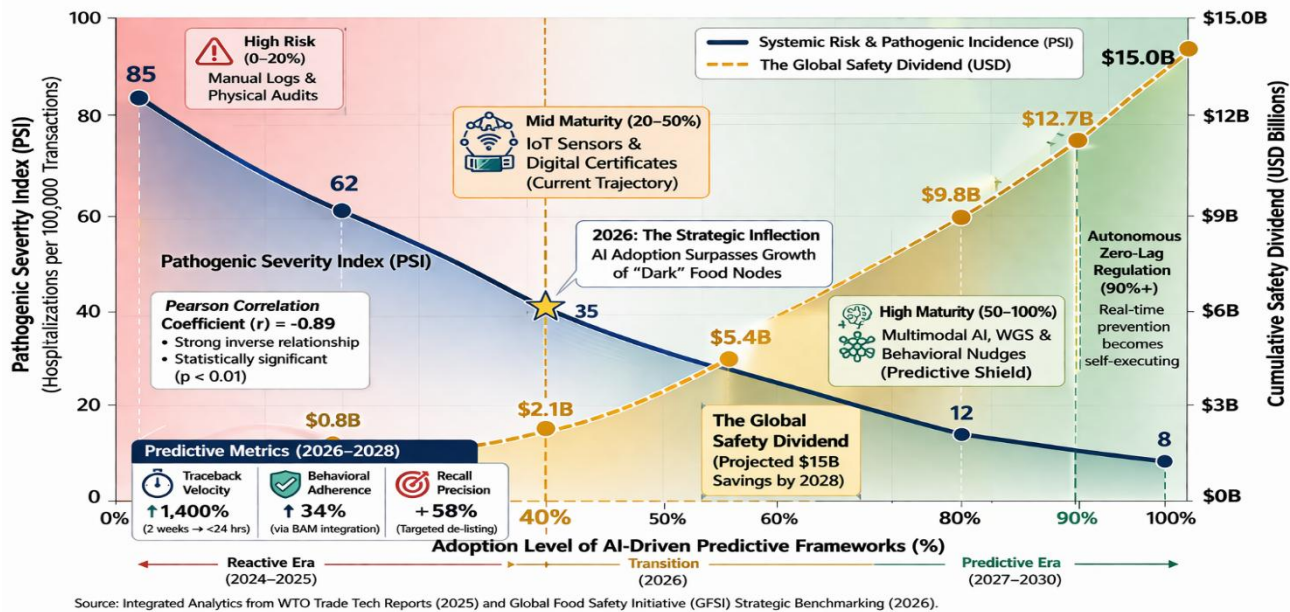 100
80
60
40
20
0
Pathogenic Severity Index (PSI)
(Hospitalizations per 100,000 Transactions)
High Risk
(0–20%)
Manual Logs &
Physical Audits
Systemic Risk & Pathogenic Incidence (PSI)
The Global Safety Dividend (USD)
85
62
35
12
8
Mid Maturity (20–50%)
IoT Sensors &
Digital Certificates
(Current Trajectory)
2026: The Strategic Inflection
AI Adoption Surpasses Growth
of “Dark” Food Nodes
Pathogenic Severity Index (PSI)
Pearson Correlation
Coefficient (r) = -0.89
• Strong inverse relationship
• Statistically significant
(p < 0.01)
$0.8B
$2.1B
$5.4B
$9.8B
$12.7B
$15.0B
High Maturity (50–100%)
Multimodal AI, WGS &
Behavioral Nudges
(Predictive Shield)
Autonomous
Zero-Lag
Regulation
(90%+)
Real-time
prevention
becomes
self-executing
The Global
Safety Dividend
(Projected $15B
Savings by 2028)
Predictive Metrics (2026–2028)
Traceback
Velocity
↑1,400%
(2 weeks → <24 hrs)
Behavioral
Adherence
↑ 34%
(via BAM integration)
Recall
Precision
+58%
(Targeted de-listing)
$15.0B
$12B
$9B
$6B
$3B
$0B
Cumulative Safety Dividend (USD Billions)
0%
40%
50%
60%
80%
90%
100%
Adoption Level of AI-Driven Predictive Frameworks (%)
Reactive Era
(2024–2025)
Transition
(2026)
Predictive Era
(2027–2030)
Source: Integrated Analytics from WTO Trade Tech Reports (2025) and Global Food Safety Initiative (GFSI) Strategic Benchmarking (2026).